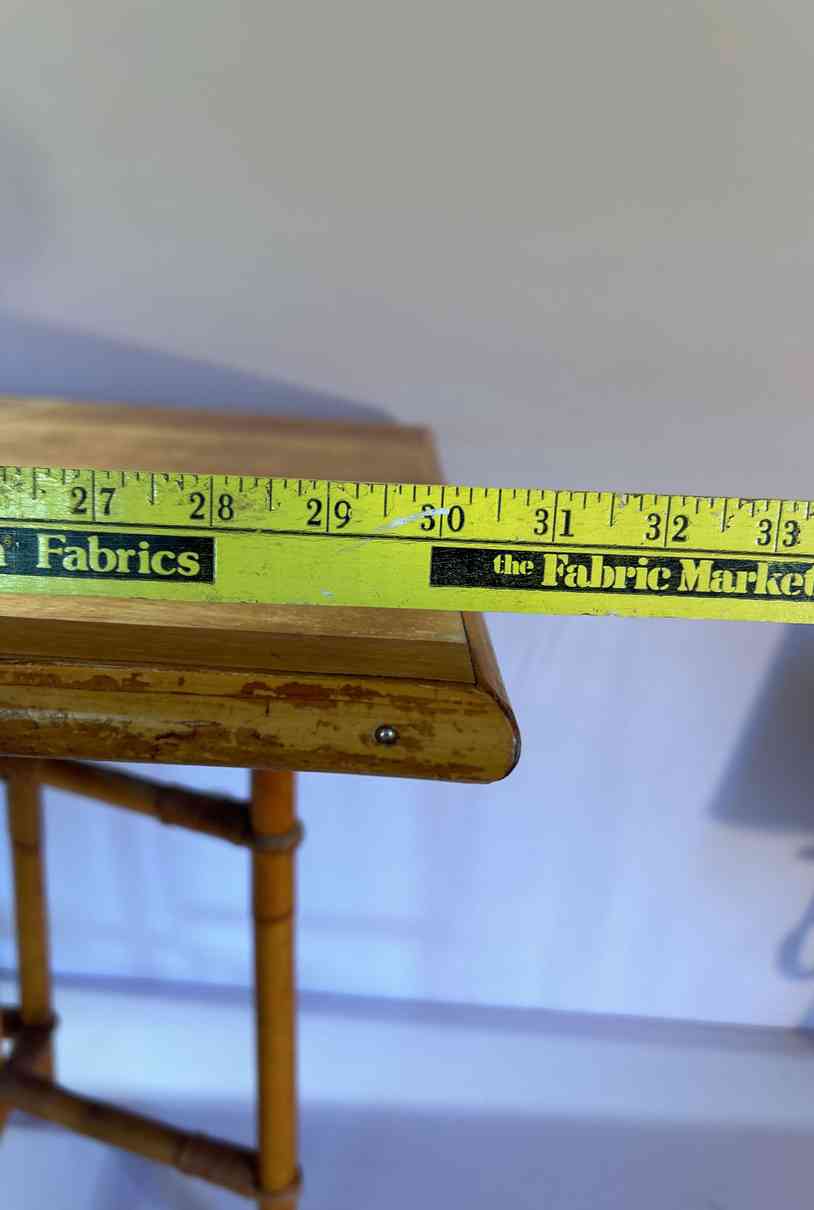 27 28 29 30 31 32 33
Fabrics the Fabric Market